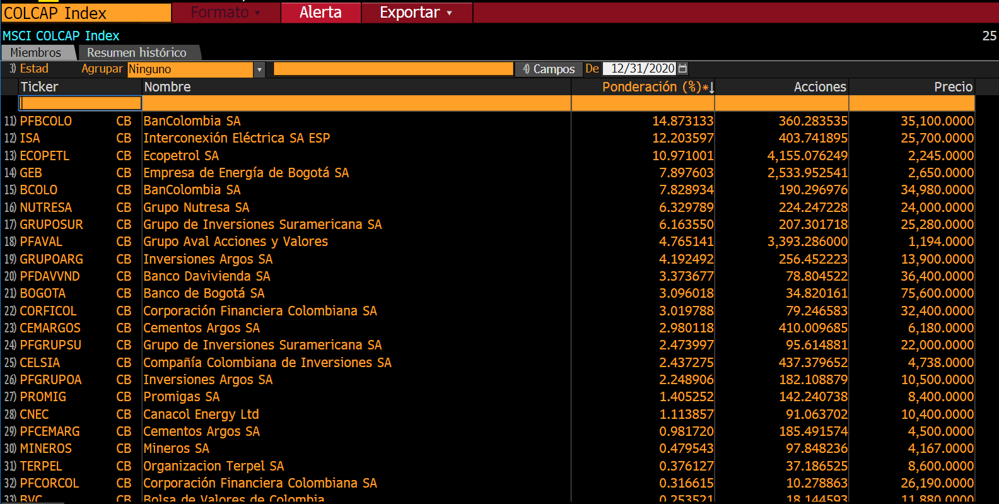 COLCAP Index Formato Alerta Exportar
MSCI COLCAP Index 25
Miembros Resumen histórico
3) Estad Agrupar Ninguno 4) Campos De 12/31/2020
Ticker Nombre Ponderación (%)*↓ Acciones Precio
11) PFBCOLO CB BanColombia SA 14.873133 360.283535 35,100.0000
12) ISA CB Interconexión Eléctrica SA ESP 12.203597 403.741895 25,700.0000
13) ECOPETL CB Ecopetrol SA 10.971001 4,155.076249 2,245.0000
14) GEB CB Empresa de Energía de Bogotá SA 7.897603 2,533.952541 2,650.0000
15) BCOLO CB BanColombia SA 7.828934 190.296976 34,980.0000
16) NUTRESA CB Grupo Nutresa SA 6.329789 224.247228 24,000.0000
17) GRUPOSUR CB Grupo de Inversiones Suramericana SA 6.163550 207.301718 25,280.0000
18) PFAVAL CB Grupo Aval Acciones y Valores 4.765141 3,393.286000 1,194.0000
19) GRUPOARG CB Inversiones Argos SA 4.192492 256.452223 13,900.0000
20) PFDAVVND CB Banco Davivienda SA 3.373677 78.804522 36,400.0000
21) BOGOTA CB Banco de Bogotá SA 3.096018 34.820161 75,600.0000
22) CORFICOL CB Corporación Financiera Colombiana SA 3.019788 79.246583 32,400.0000
23) CEMARGOS CB Cementos Argos SA 2.980118 410.009685 6,180.0000
24) PFGRUPSU CB Grupo de Inversiones Suramericana SA 2.473997 95.614881 22,000.0000
25) CELSIA CB Compañía Colombiana de Inversiones SA 2.437275 437.379652 4,738.0000
26) PFGRUPOA CB Inversiones Argos SA 2.248906 182.108879 10,500.0000
27) PROMIG CB Promigas SA 1.405252 142.240738 8,400.0000
28) CNEC CB Canacol Energy Ltd 1.113857 91.063702 10,400.0000
29) PFCEMARG CB Cementos Argos SA 0.981720 185.491574 4,500.0000
30) MINEROS CB Mineros SA 0.479543 97.848236 4,167.0000
31) TERPEL CB Organizacion Terpel SA 0.376127 37.186525 8,600.0000
32) PFCORCOL CB Corporación Financiera Colombiana SA 0.316615 10.278863 26,190.0000
33) BVC CB Bolsa de Valores de Colombia 0.253521 18.144593 11,880.0000